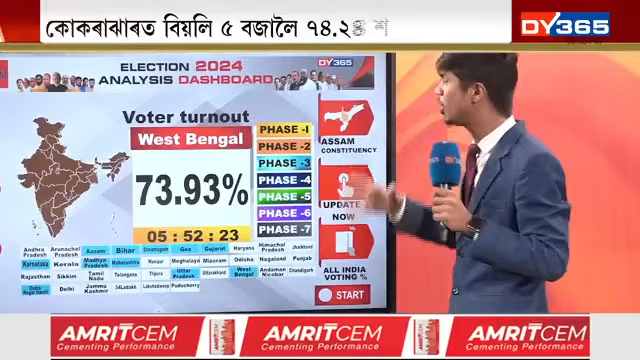 কোকৰাঝাৰত বিয়লি ৫ বজালৈ ৭৪.২
DY365
ELECTION 2024
ANALYSIS DASHBOARD
DY365
Voter turnout
West Bengal
73.93%
05 : 52 : 23
PHASE -1
PHASE -2
PHASE -3
PHASE -4
PHASE -5
PHASE -6
PHASE -7
ASSAM
CONSTITUENCY
UPDATE
NOW
ALL INDIA
VOTING %
START
Andhra Pradesh Arunachal Pradesh Assam Bihar Goa Gujarat Haryana Himachal Pradesh Jharkhand
Karnataka Kerala Madhya Pradesh Maharashtra Manipur Meghalaya Mizoram Odisha Nagaland Punjab
Rajasthan Sikkim Tamil Nadu Telangana Tripura Uttar Pradesh Uttarakhand West Bengal Andaman Nicobar Chandigarh
Delhi Jammu Kashmir Lakshadweep Puducherry
AMRITCEM
Cementing Performance
AMRITCEM
Cementing Performance
AMRITCEM
Cementing Performance